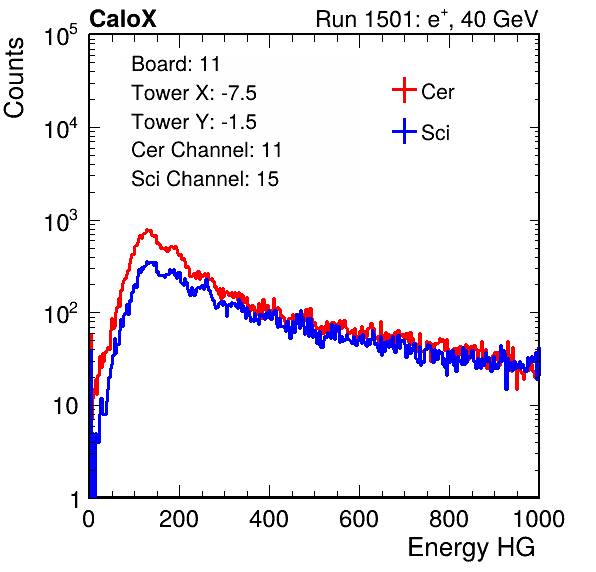 CaloX Run 1501: e⁺, 40 GeV
Counts
Board: 11
Tower X: -7.5
Tower Y: -1.5
Cer Channel: 11
Sci Channel: 15
Cer
Sci
10⁵
10⁴
10³
10²
10
1
0 200 400 600 800 1000
Energy HG